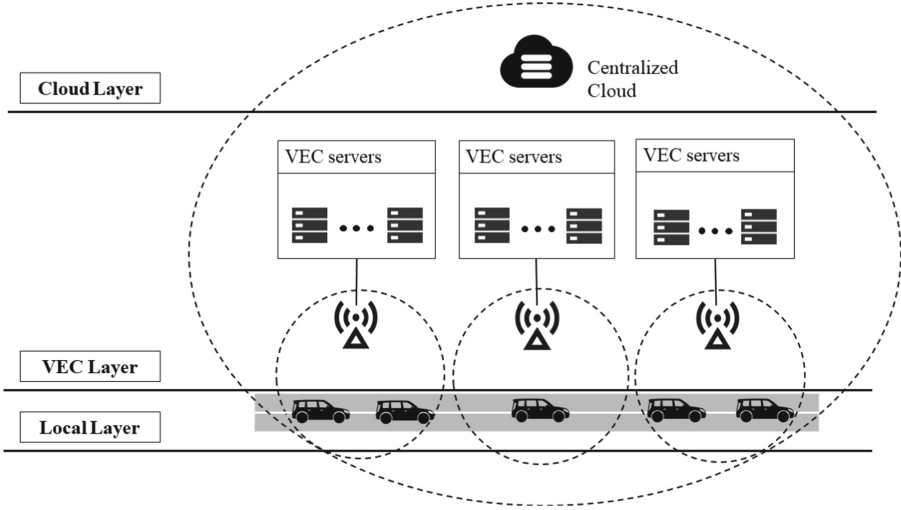 Cloud Layer
Centralized
Cloud
VEC servers
VEC servers
VEC servers
VEC Layer
Local Layer